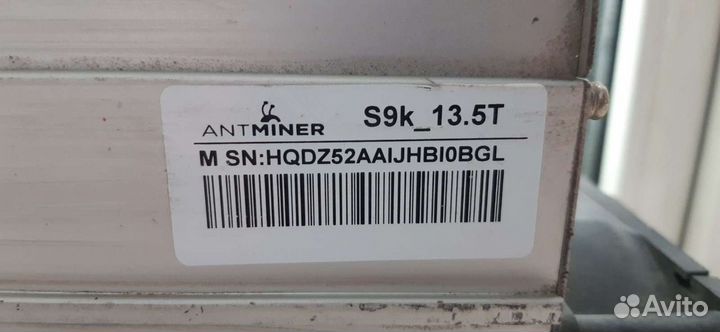 ANTMINER S9k_13.5T
M SN:HQDZ52AAIJHBI0BGL
Avito